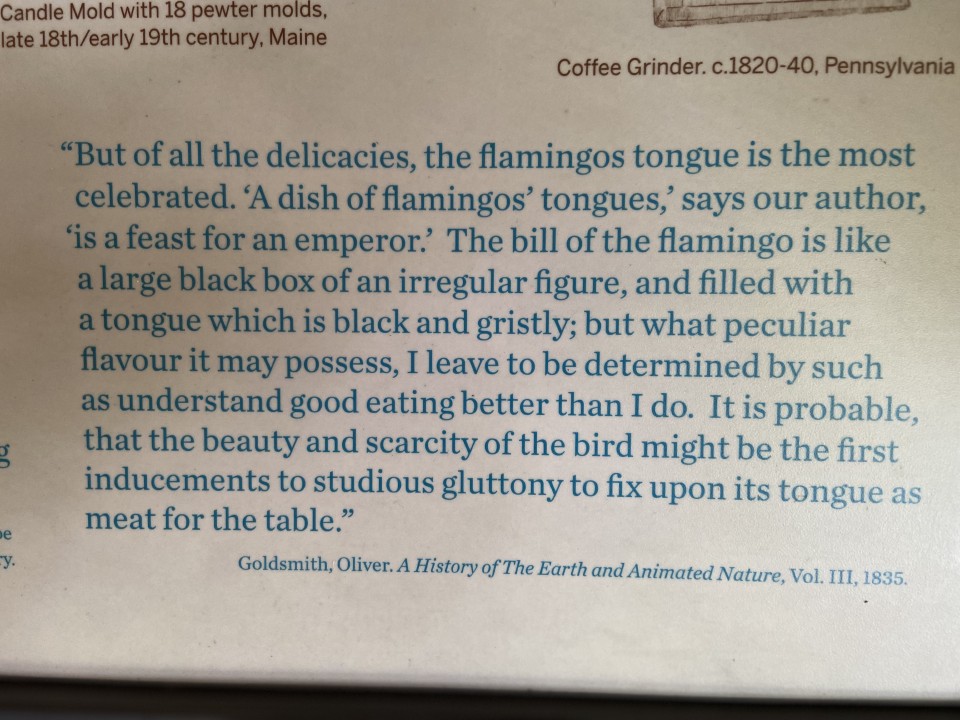 Candle Mold with 18 pewter molds,
late 18th/early 19th century, Maine
Coffee Grinder. c.1820-40, Pennsylvania
“But of all the delicacies, the flamingos tongue is the most
celebrated. ‘A dish of flamingos’ tongues,’ says our author,
‘is a feast for an emperor.’ The bill of the flamingo is like
a large black box of an irregular figure, and filled with
a tongue which is black and gristly; but what peculiar
flavour it may possess, I leave to be determined by such
as understand good eating better than I do. It is probable,
that the beauty and scarcity of the bird might be the first
inducements to studious gluttony to fix upon its tongue as
meat for the table.”
Goldsmith, Oliver. A History of The Earth and Animated Nature, Vol. III, 1835.